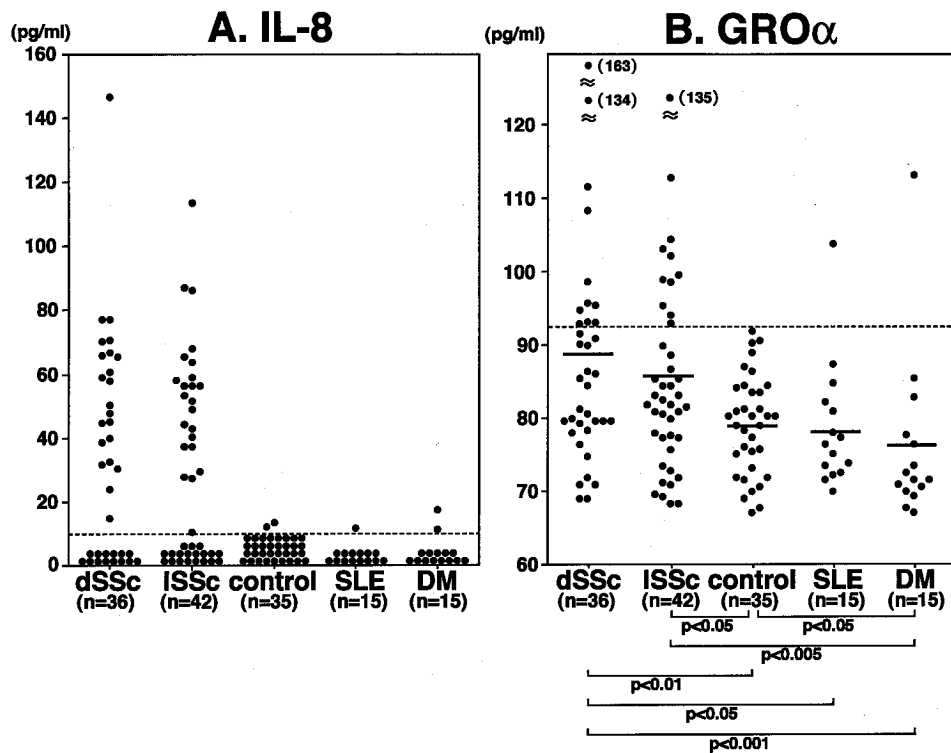 A. IL-8
(pg/ml)
160
140
120
100
80
60
40
20
10
0
dSSc lSSc control SLE DM
(n=36) (n=42) (n=35) (n=15) (n=15)
B. GROα
(pg/ml)
(163)
(134) (135)
120
110
100
90
80
70
60
dSSc lSSc control SLE DM
(n=36) (n=42) (n=35) (n=15) (n=15)
p<0.05 p<0.05
p<0.005
p<0.01
p<0.05
p<0.001